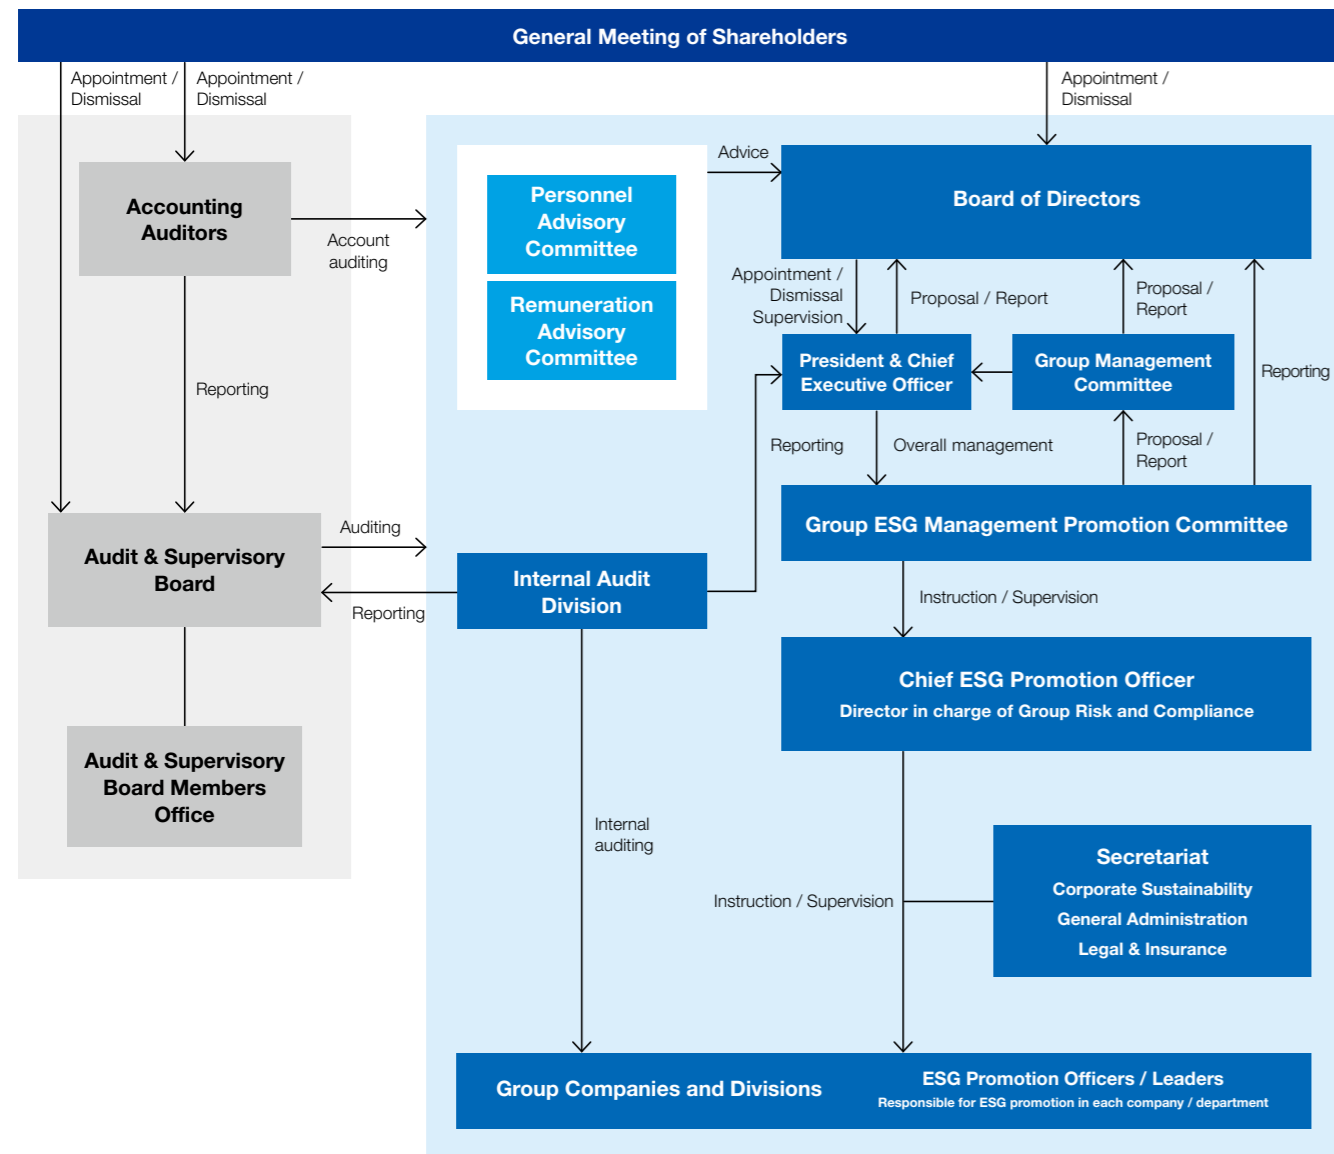 General Meeting of Shareholders
Appointment /
Dismissal
Appointment /
Dismissal
Appointment /
Dismissal
Accounting
Auditors
Account
auditing
Personnel
Advisory
Committee
Remuneration
Advisory
Committee
Advice
Board of Directors
Appointment /
Dismissal
Supervision
Proposal / Report
Proposal /
Report
Reporting
President & Chief
Executive Officer
Group Management
Committee
Reporting
Reporting
Overall management
Proposal /
Report
Group ESG Management Promotion Committee
Audit & Supervisory
Board
Auditing
Reporting
Internal Audit
Division
Instruction / Supervision
Chief ESG Promotion Officer
Director in charge of Group Risk and Compliance
Audit & Supervisory
Board Members
Office
Internal
auditing
Instruction / Supervision
Secretariat
Corporate Sustainability
General Administration
Legal & Insurance
Group Companies and Divisions
ESG Promotion Officers / Leaders
Responsible for ESG promotion in each company / department